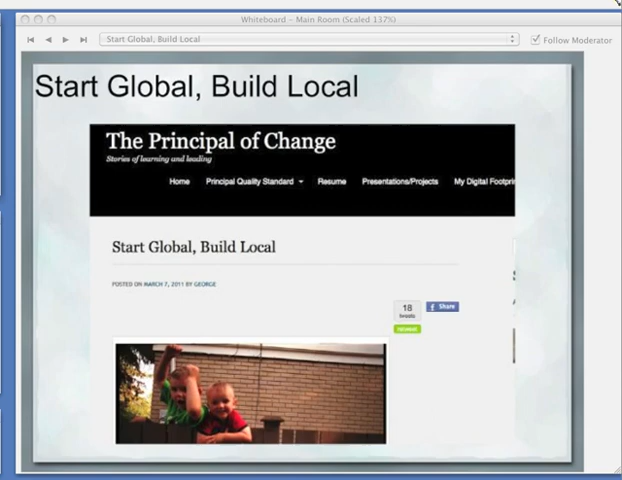 Whiteboard – Main Room (Scaled 137%)
Start Global, Build Local
Follow Moderator
Start Global, Build Local
The Principal of Change
Stories of learning and leading
Home Principal Quality Standard Resume Presentations/Projects My Digital Footprin
Start Global, Build Local
POSTED ON MARCH 7, 2011 BY GEORGE
18
tweets
retweet
f Share